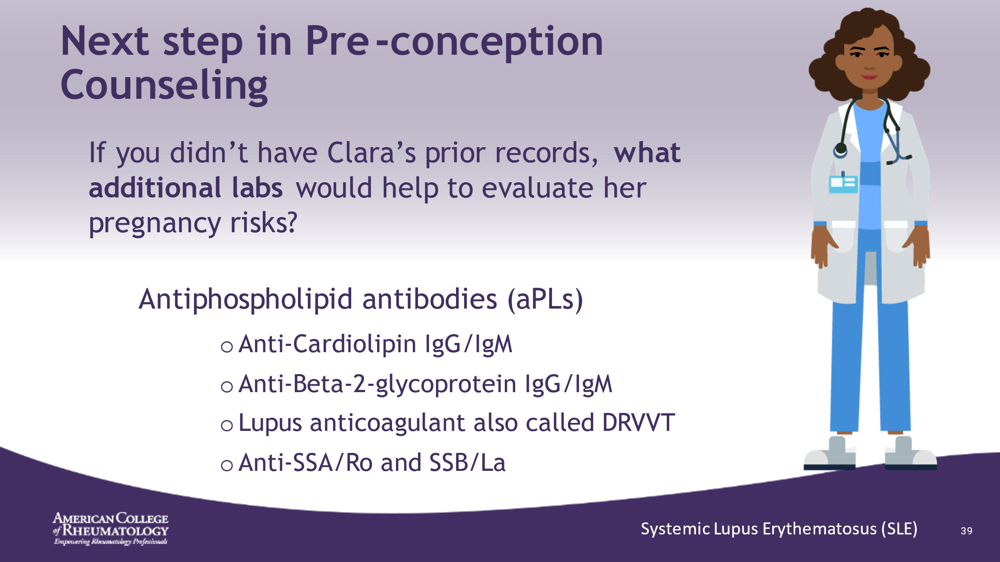 Next step in Pre-conception
Counseling
If you didn’t have Clara’s prior records, what
additional labs would help to evaluate her
pregnancy risks?
Antiphospholipid antibodies (aPLs)
o Anti-Cardiolipin IgG/IgM
o Anti-Beta-2-glycoprotein IgG/IgM
o Lupus anticoagulant also called DRVVT
o Anti-SSA/Ro and SSB/La
AMERICAN COLLEGE
of RHEUMATOLOGY
Empowering Rheumatology Professionals
Systemic Lupus Erythematosus (SLE)
39